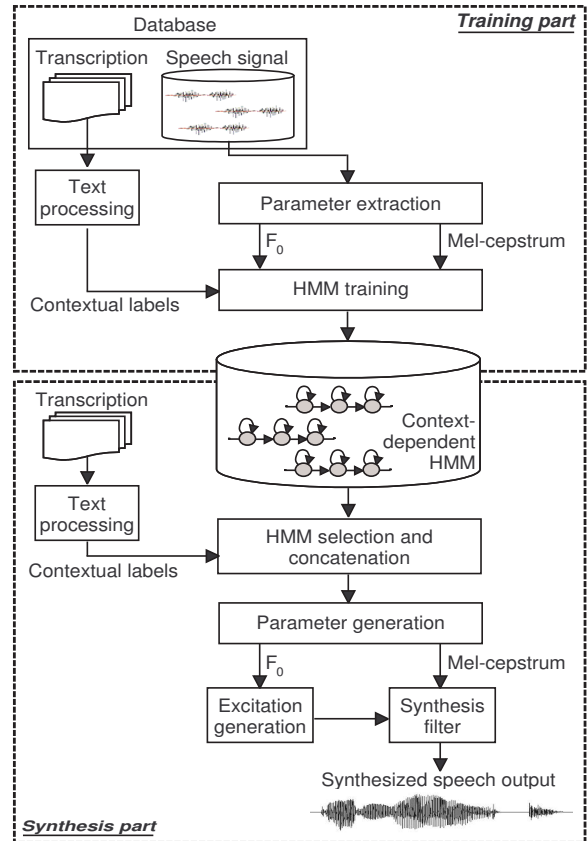 Training part
Database
Transcription
Speech signal
Text
processing
Parameter extraction
F0
Mel-cepstrum
Contextual labels
HMM training
Context-
dependent
HMM
Transcription
Text
processing
Contextual labels
HMM selection and
concatenation
Parameter generation
F0
Mel-cepstrum
Excitation
generation
Synthesis
filter
Synthesized speech output
Synthesis part